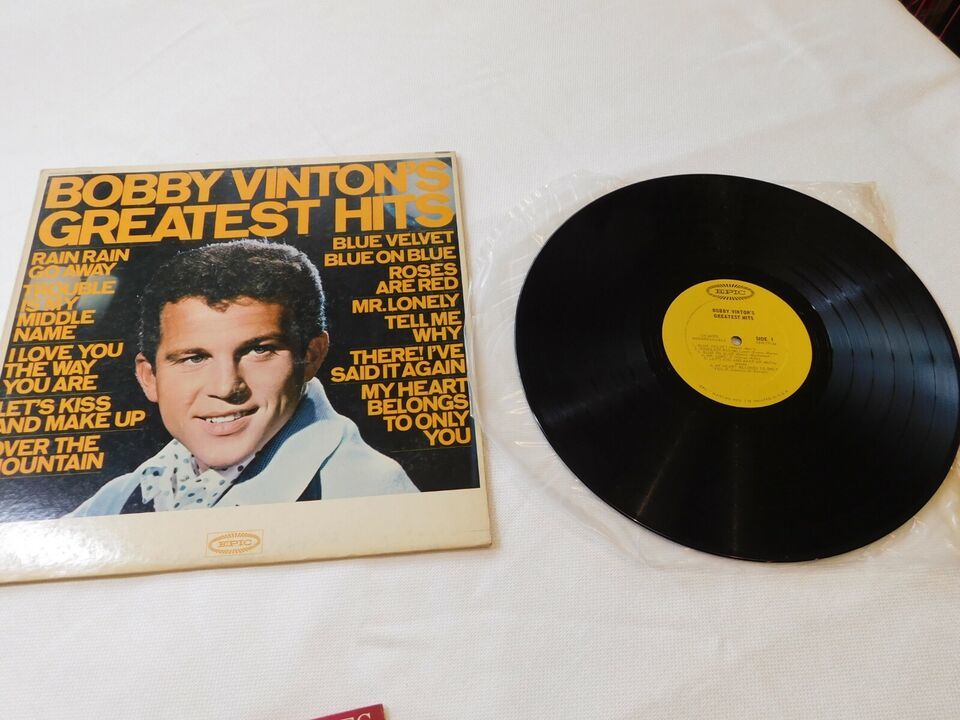 BOBBY VINTON'S
GREATEST HITS
RAIN RAIN
GO AWAY
TROUBLE
IS MY
MIDDLE
NAME
I LOVE YOU
THE WAY
YOU ARE
LET'S KISS
AND MAKE UP
OVER THE
MOUNTAIN
BLUE VELVET
BLUE ON BLUE
ROSES
ARE RED
MR. LONELY
TELL ME
WHY
THERE! I'VE
SAID IT AGAIN
MY HEART
BELONGS
TO ONLY
YOU
EPIC
EPIC
BOBBY VINTON'S
GREATEST HITS
SIDE 1